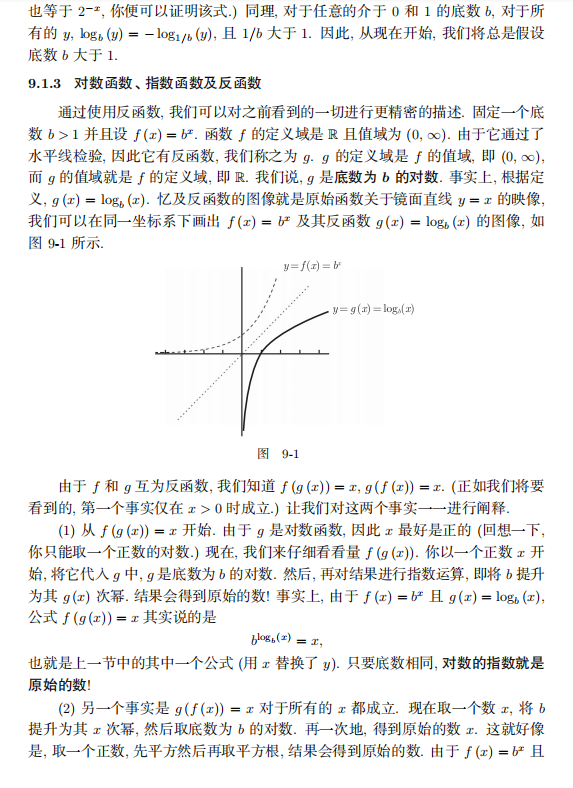 也等于 2⁻ˣ, 你便可以证明该式.) 同理, 对于任意的介于 0 和 1 的底数 b, 对于所
有的 y, log_b (y) = − log_{1/b} (y), 且 1/b 大于 1. 因此, 从现在开始, 我们将总是假设
底数 b 大于 1.
9.1.3 对数函数、指数函数及反函数
通过使用反函数, 我们可以对之前看到的一切进行更精密的描述. 固定一个底
数 b > 1 并且设 f (x) = bˣ. 函数 f 的定义域是 ℝ 且值域为 (0, ∞). 由于它通过了
水平线检验, 因此它有反函数, 我们称之为 g. g 的定义域是 f 的值域, 即 (0, ∞),
而 g 的值域就是 f 的定义域, 即 ℝ. 我们说, g 是底数为 b 的对数. 事实上, 根据定
义, g (x) = log_b (x). 忆及反函数的图像就是原始函数关于镜面直线 y = x 的映像,
我们可以在同一坐标系下画出 f (x) = bˣ 及其反函数 g (x) = log_b (x) 的图像, 如
图 9-1 所示.
y = f(x) = bˣ
y = g(x) = log_b(x)
图 9-1
由于 f 和 g 互为反函数, 我们知道 f (g (x)) = x, g (f (x)) = x. (正如我们将要
看到的, 第一个事实仅在 x > 0 时成立.) 让我们对这两个事实一一进行阐释.
(1) 从 f (g (x)) = x 开始. 由于 g 是对数函数, 因此 x 最好是正的 (回想一下,
你只能取一个正数的对数.) 现在, 我们来仔细看看量 f (g (x)). 你以一个正数 x 开
始, 将它代入 g 中, g 是底数为 b 的对数. 然后, 再对结果进行指数运算, 即将 b 提升
为其 g (x) 次幂. 结果会得到原始的数! 事实上, 由于 f (x) = bˣ 且 g (x) = log_b (x),
公式 f (g (x)) = x 其实说的是
b^{log_b (x)} = x,
也就是上一节中的其中一个公式 (用 x 替换了 y). 只要底数相同, 对数的指数就是
原始的数!
(2) 另一个事实是 g (f (x)) = x 对于所有的 x 都成立. 现在取一个数 x, 将 b
提升为其 x 次幂, 然后取底数为 b 的对数. 再一次地, 得到原始的数 x. 这就好像
是, 取一个正数, 先平方然后再取平方根, 结果会得到原始的数. 由于 f (x) = bˣ 且